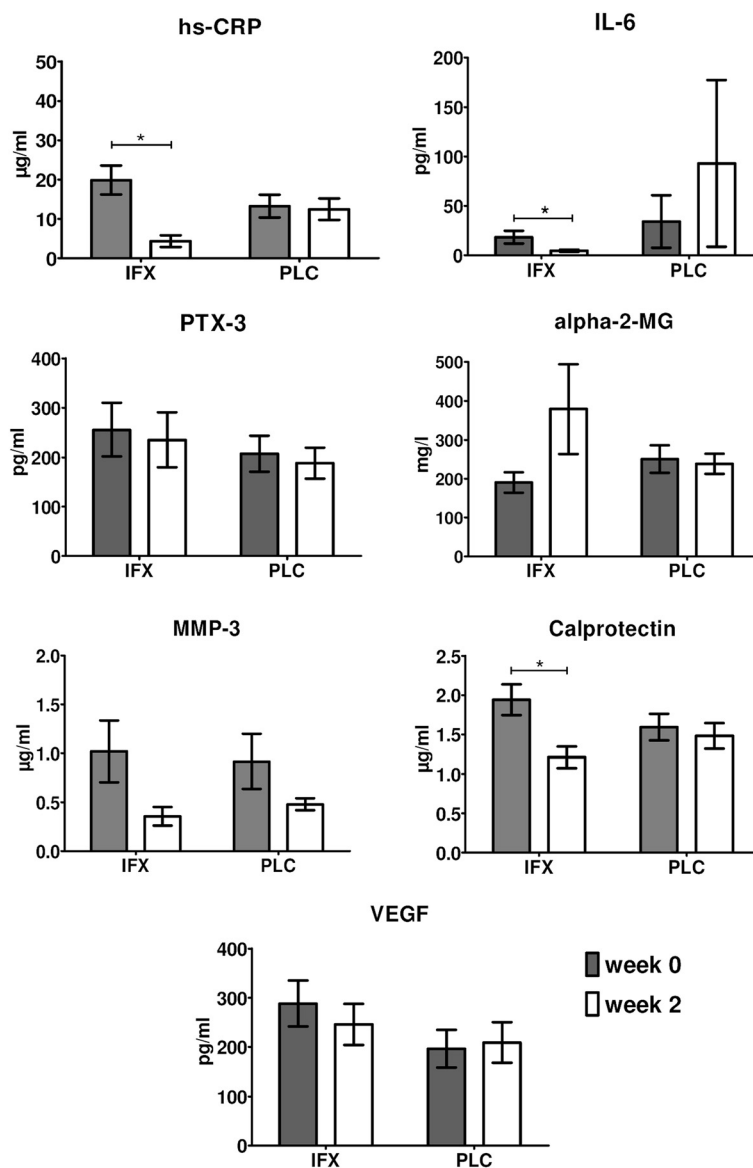 hs-CRP
50
40
30
20
10
0
µg/ml
*
IFX
PLC
IL-6
200
150
100
50
0
pg/ml
*
IFX
PLC
PTX-3
400
300
200
100
0
pg/ml
IFX
PLC
alpha-2-MG
500
400
300
200
100
0
mg/l
IFX
PLC
MMP-3
2.0
1.5
1.0
0.5
0.0
µg/ml
IFX
PLC
Calprotectin
2.5
2.0
1.5
1.0
0.5
0.0
µg/ml
*
IFX
PLC
VEGF
400
300
200
100
0
pg/ml
IFX
PLC
week 0
week 2